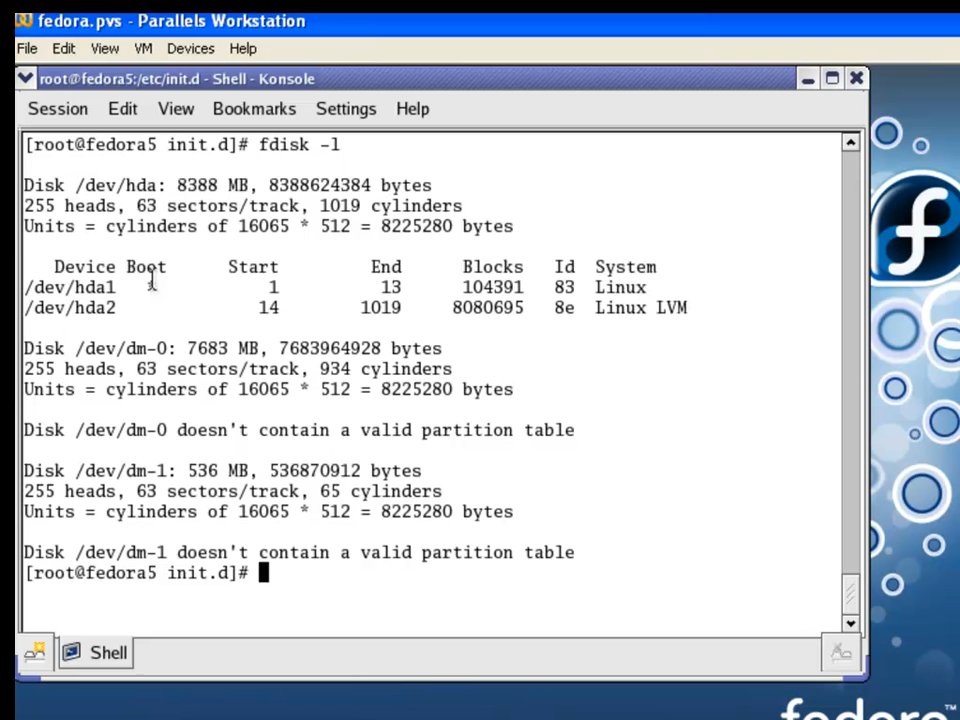 fedora.pvs - Parallels Workstation
File Edit View VM Devices Help
root@fedora5:/etc/init.d - Shell - Konsole
Session Edit View Bookmarks Settings Help
[root@fedora5 init.d]# fdisk -l
Disk /dev/hda: 8388 MB, 8388624384 bytes
255 heads, 63 sectors/track, 1019 cylinders
Units = cylinders of 16065 * 512 = 8225280 bytes
Device Boot Start End Blocks Id System
/dev/hda1 * 1 13 104391 83 Linux
/dev/hda2 14 1019 8080695 8e Linux LVM
Disk /dev/dm-0: 7683 MB, 7683964928 bytes
255 heads, 63 sectors/track, 934 cylinders
Units = cylinders of 16065 * 512 = 8225280 bytes
Disk /dev/dm-0 doesn't contain a valid partition table
Disk /dev/dm-1: 536 MB, 536870912 bytes
255 heads, 63 sectors/track, 65 cylinders
Units = cylinders of 16065 * 512 = 8225280 bytes
Disk /dev/dm-1 doesn't contain a valid partition table
[root@fedora5 init.d]#
Shell
fedora™